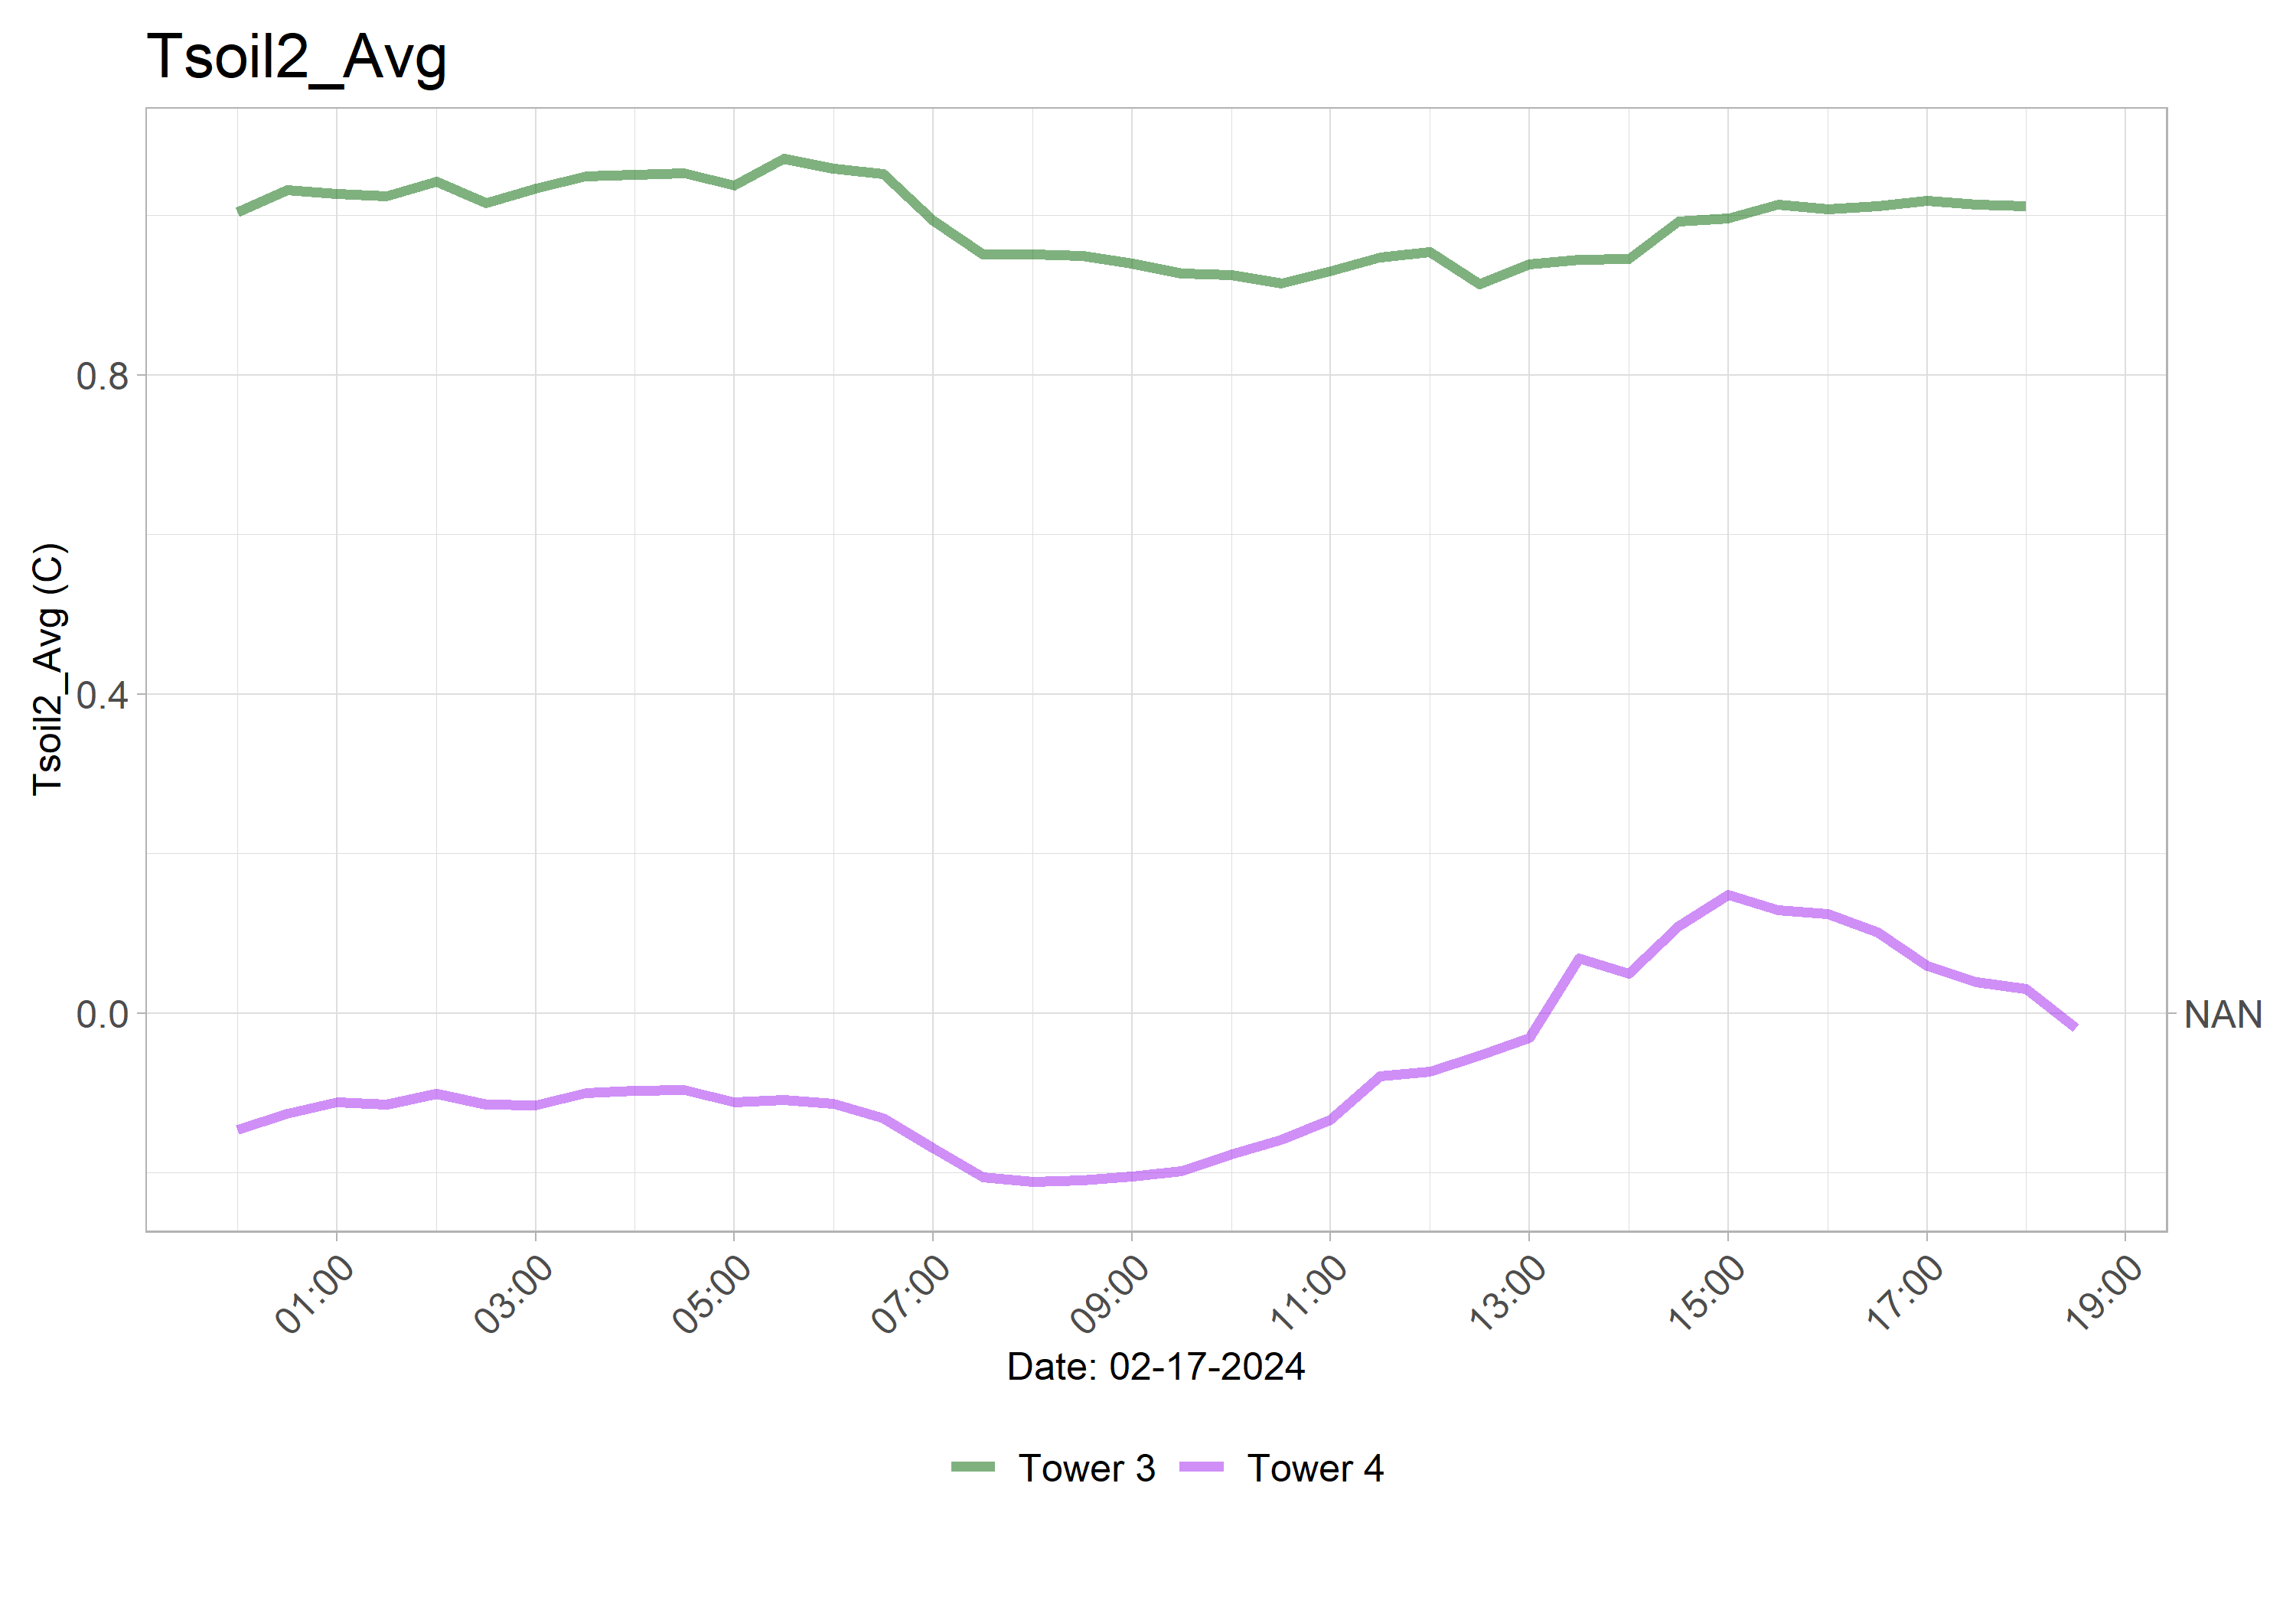 Tsoil2_Avg
Tsoil2_Avg (C)
0.8
0.4
0.0
NAN
01:00
03:00
05:00
07:00
09:00
11:00
13:00
15:00
17:00
19:00
Date: 02-17-2024
Tower 3
Tower 4